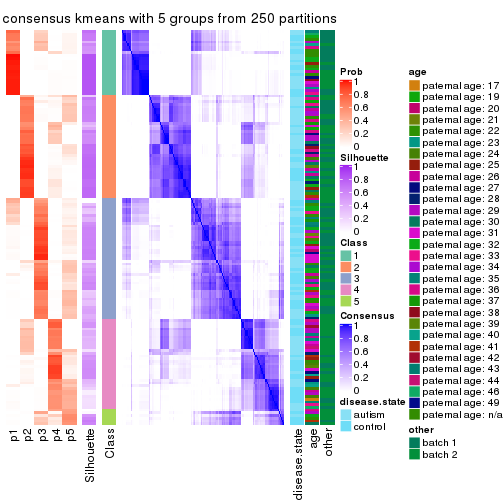 consensus kmeans with 5 groups from 250 partitions
Prob
1
0.8
0.6
0.4
0.2
0
Silhouette
1
0.8
0.6
0.4
0.2
0
Class
1
2
3
4
5
Consensus
1
0.8
0.6
0.4
0.2
0
disease.state
autism
control
age
paternal age: 17
paternal age: 19
paternal age: 20
paternal age: 21
paternal age: 22
paternal age: 23
paternal age: 24
paternal age: 25
paternal age: 26
paternal age: 27
paternal age: 28
paternal age: 29
paternal age: 30
paternal age: 31
paternal age: 32
paternal age: 33
paternal age: 34
paternal age: 35
paternal age: 36
paternal age: 37
paternal age: 38
paternal age: 39
paternal age: 40
paternal age: 41
paternal age: 42
paternal age: 43
paternal age: 44
paternal age: 46
paternal age: 49
paternal age: n/a
other
batch 1
batch 2
p1
p2
p3
p4
p5
Silhouette
Class
disease.state
age
other